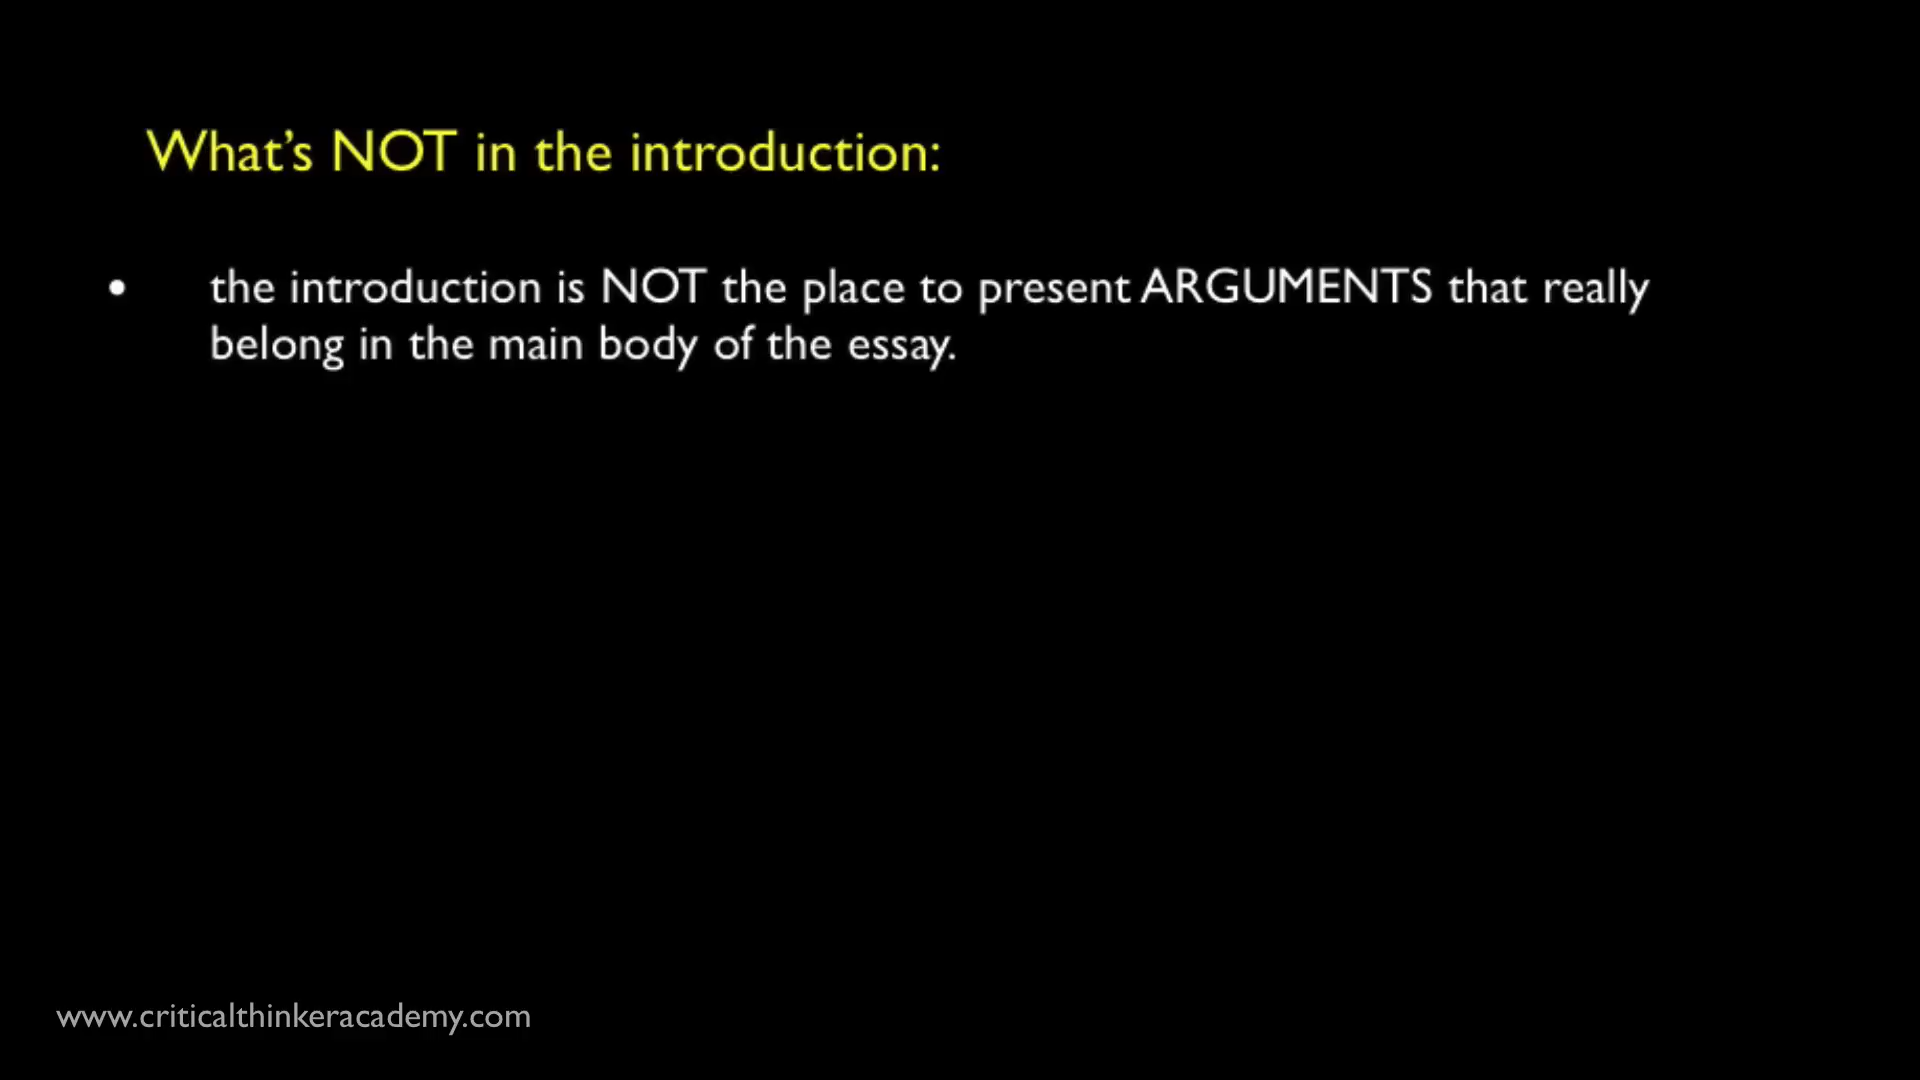 What’s NOT in the introduction:
• the introduction is NOT the place to present ARGUMENTS that really
belong in the main body of the essay.
www.criticalthinkeracademy.com